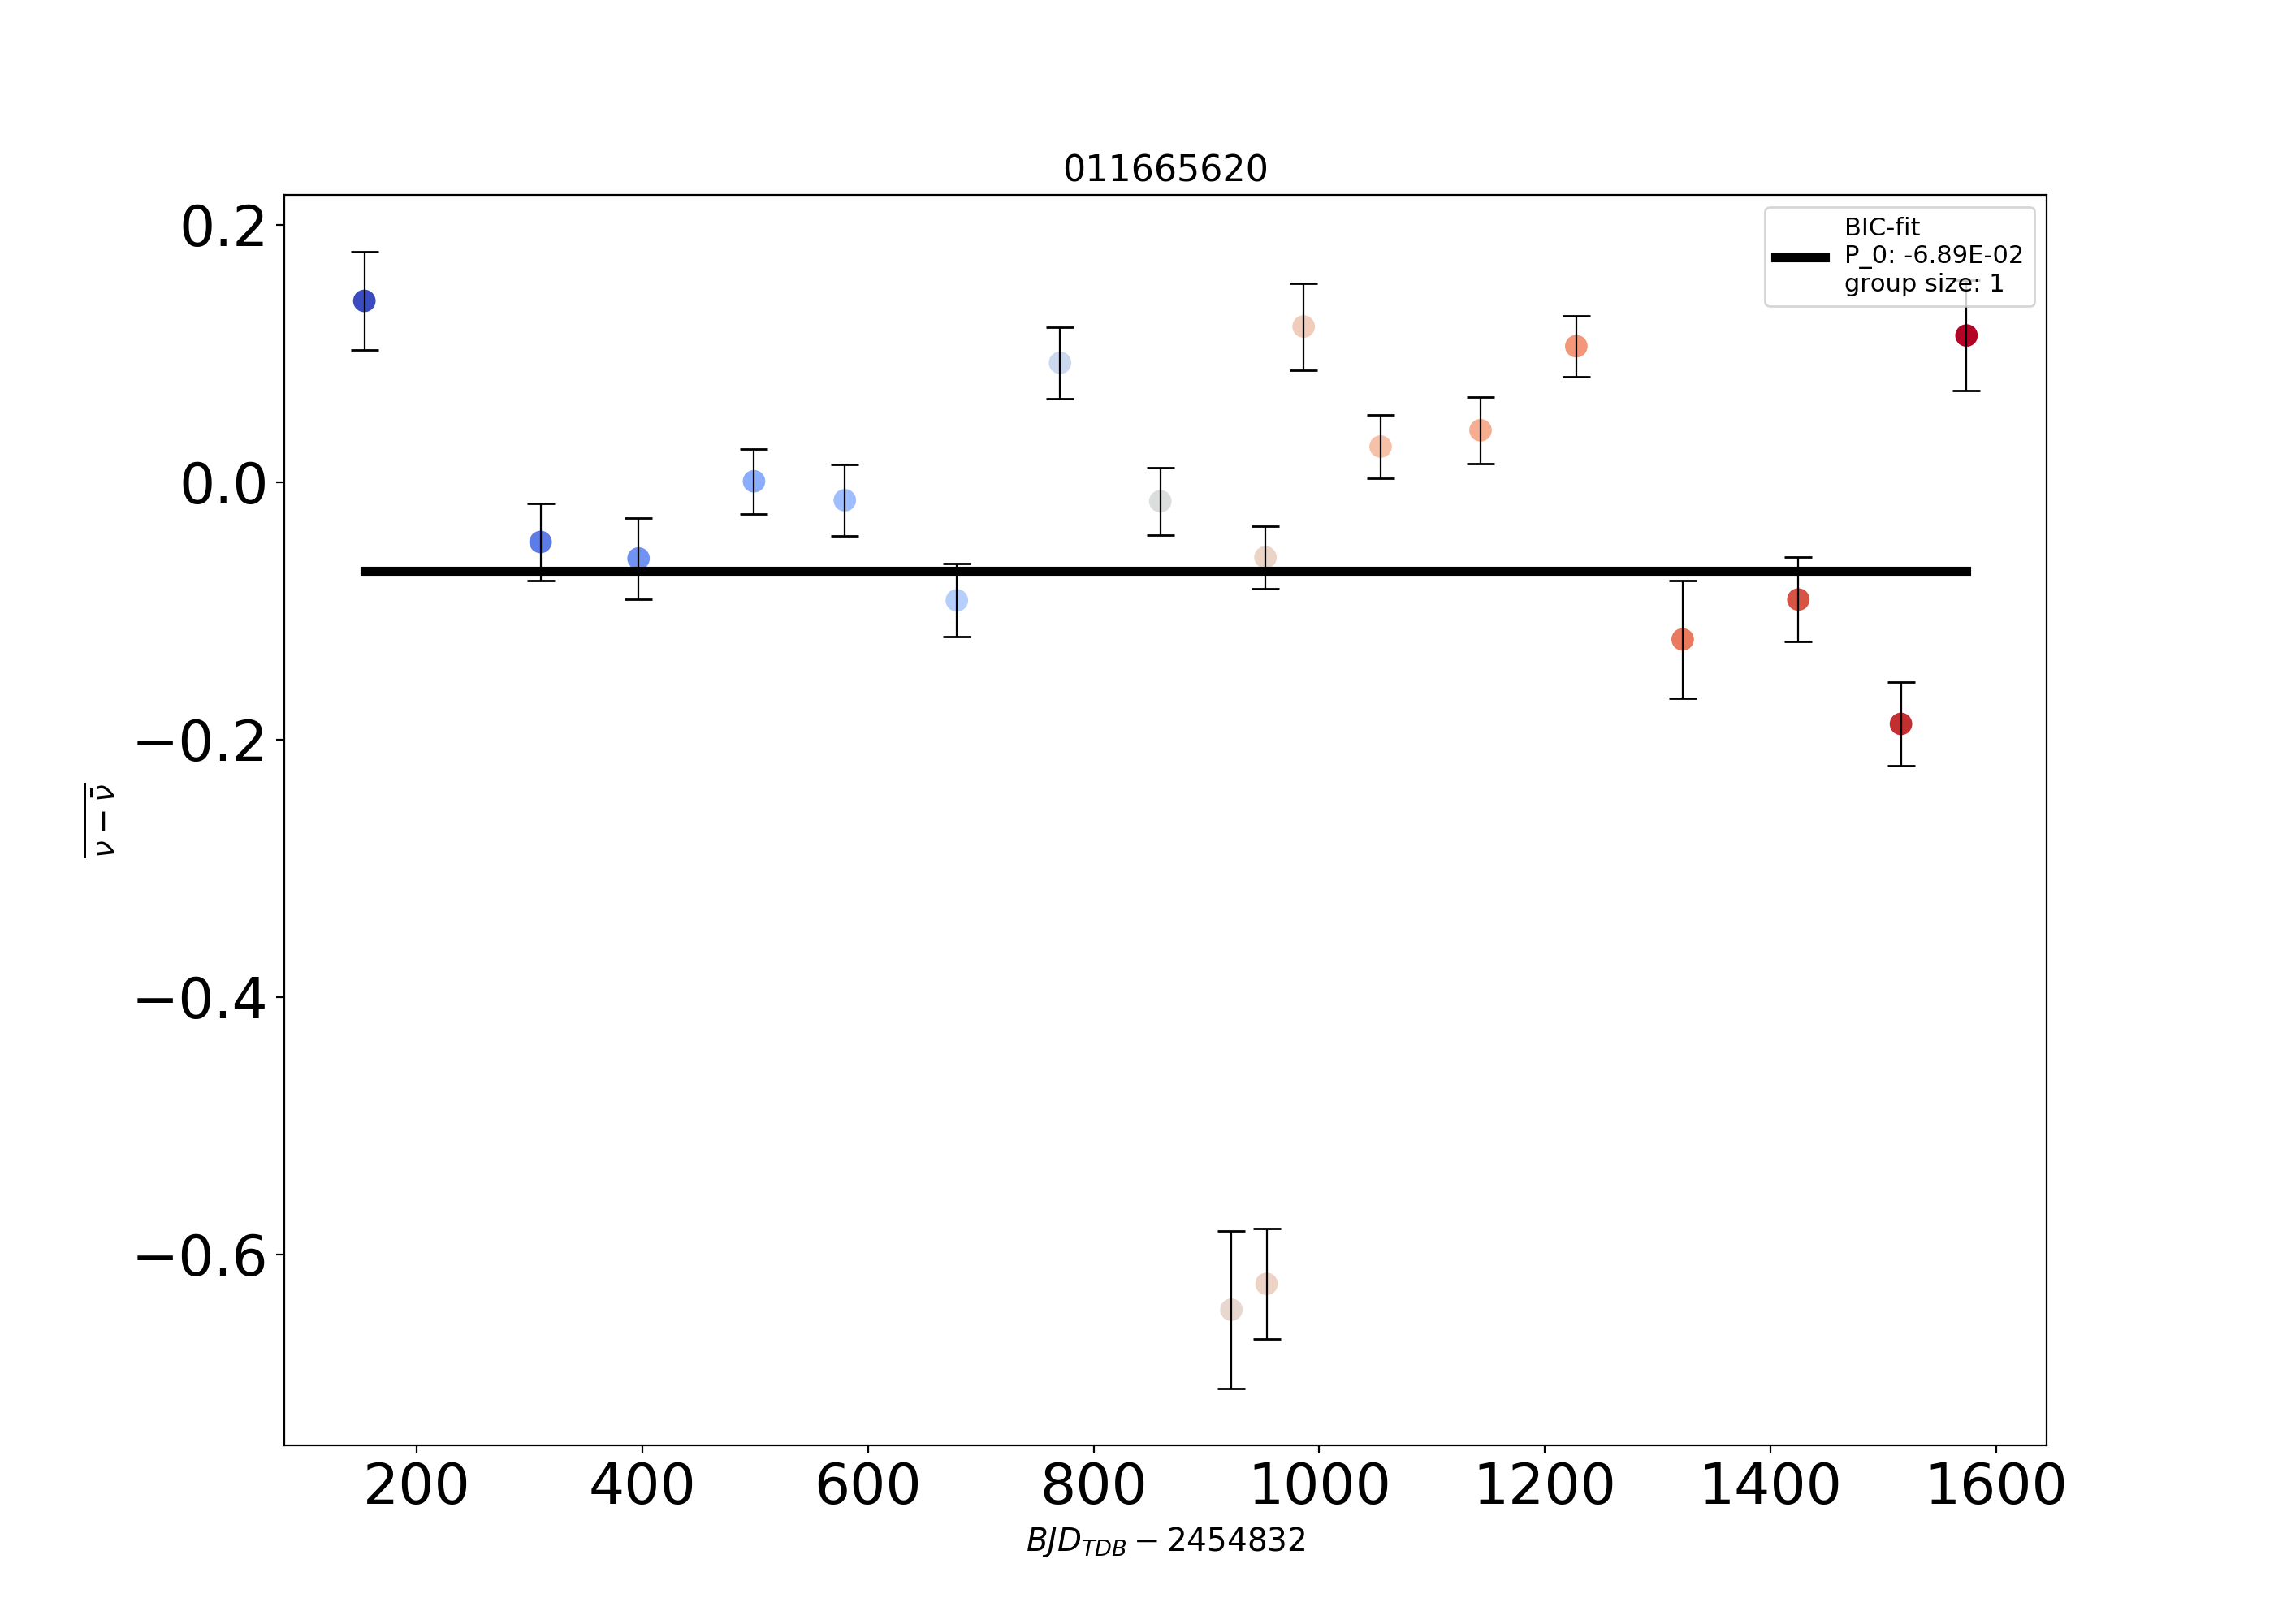 011665620
BIC-fit
P_0: -6.89E-02
group size: 1
0.2
0.0
−0.2
−0.4
−0.6
ν − ν̄
200 400 600 800 1000 1200 1400 1600
BJD_TDB − 2454832